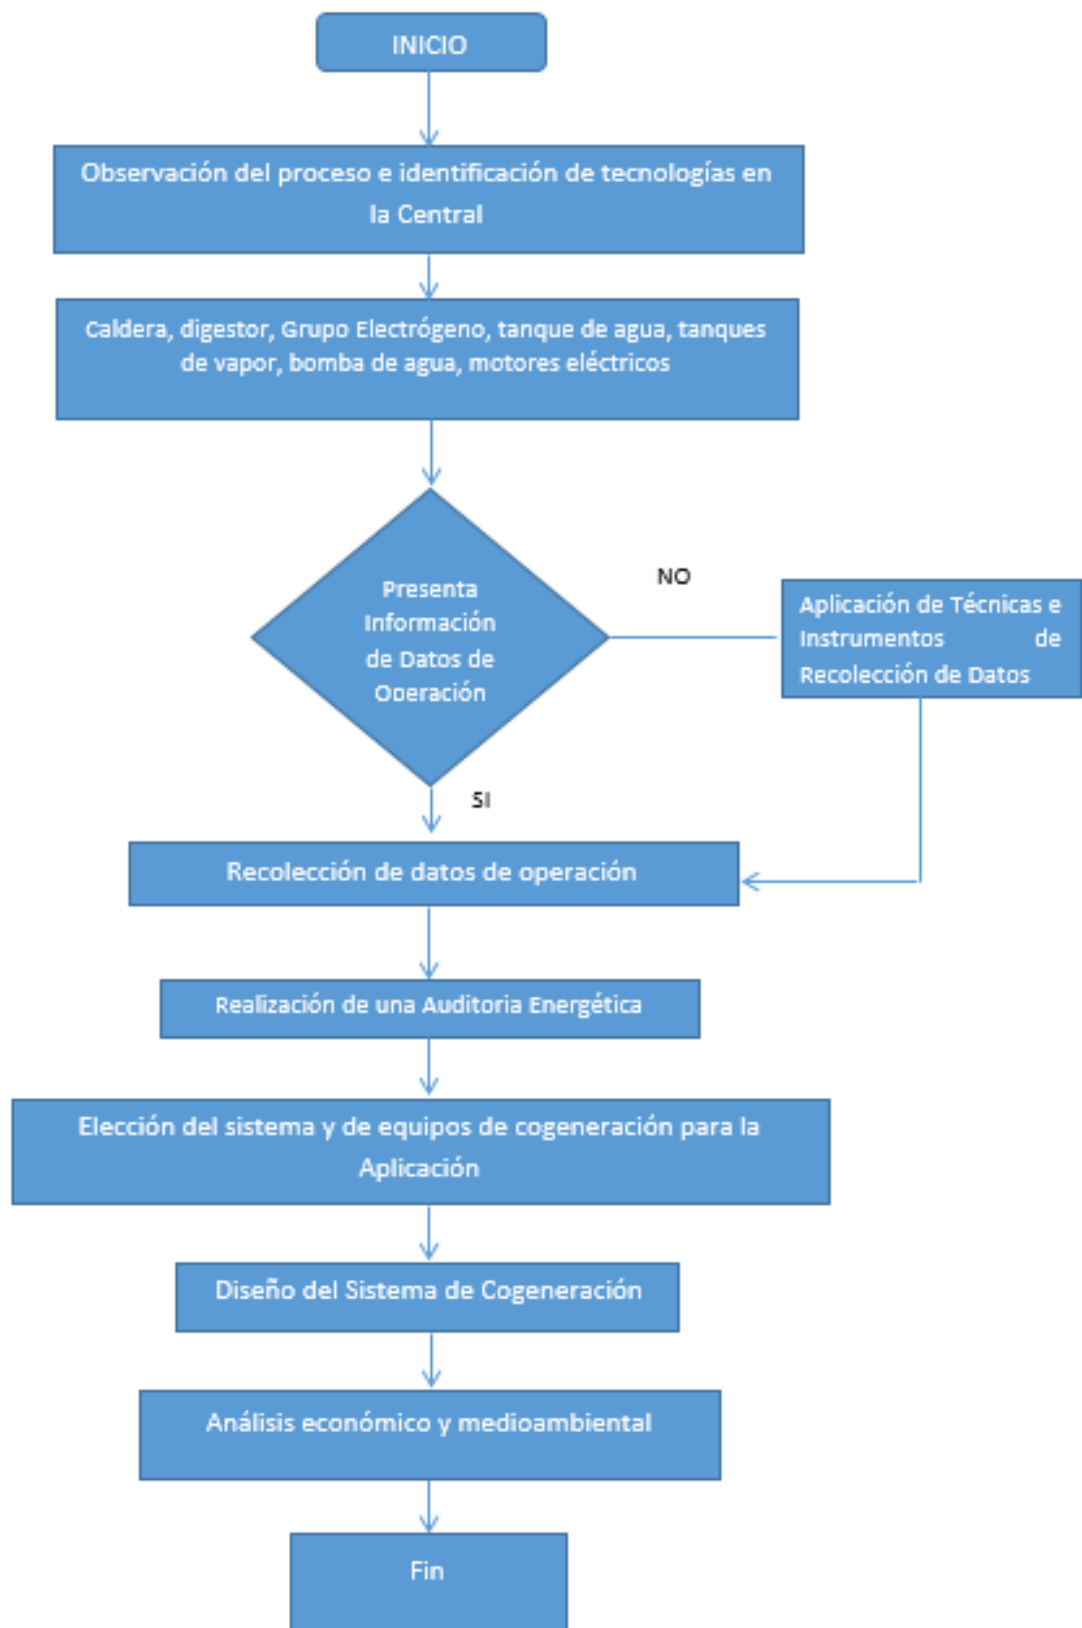 INICIO
Observación del proceso e identificación de tecnologías en
la Central
Caldera, digestor, Grupo Electrógeno, tanque de agua, tanques
de vapor, bomba de agua, motores eléctricos
Presenta
Información
de Datos de
Operación
NO
Aplicación de Técnicas e
Instrumentos de
Recolección de Datos
SI
Recolección de datos de operación
Realización de una Auditoria Energética
Elección del sistema y de equipos de cogeneración para la
Aplicación
Diseño del Sistema de Cogeneración
Análisis económico y medioambiental
Fin